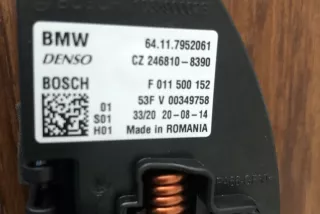 BMW 64.11.7952061
DENSO CZ 246810-8390
BOSCH F 011 500 152
01 53F V 00349758
S01 33/20 20-08-14
H01 Made in ROMANIA